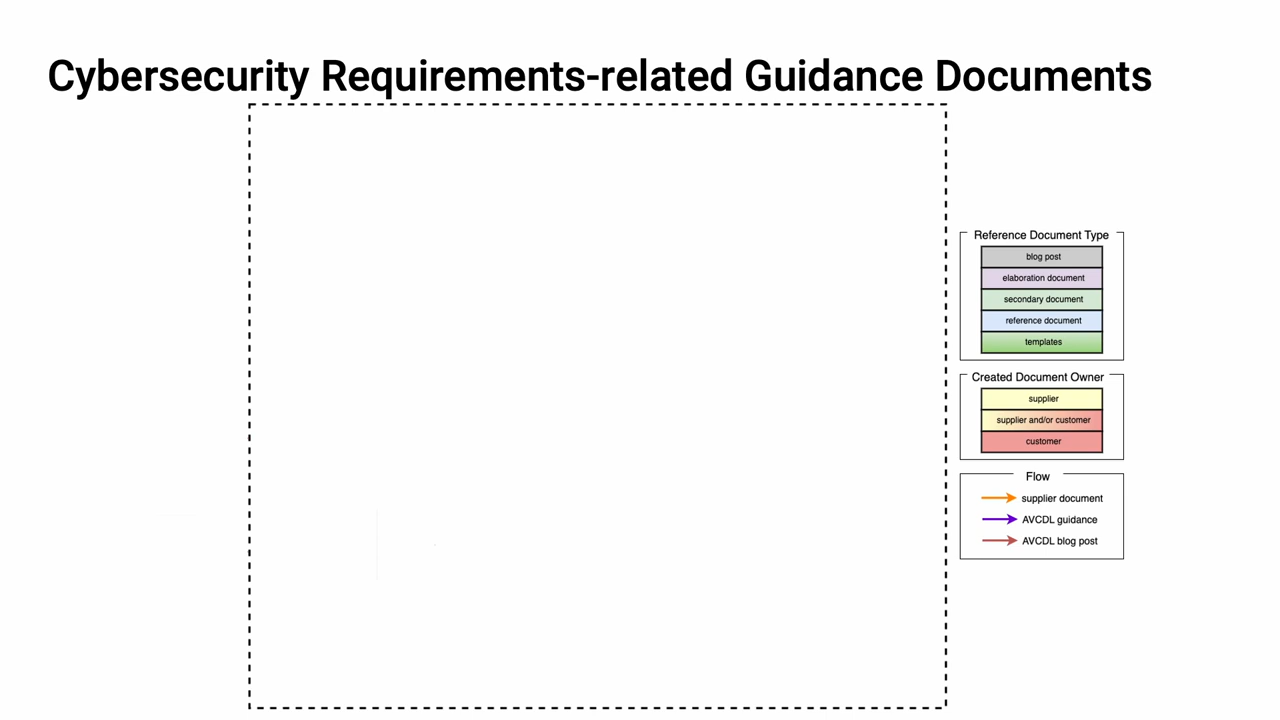 Cybersecurity Requirements-related Guidance Documents
Reference Document Type
blog post
elaboration document
secondary document
reference document
templates
Created Document Owner
supplier
supplier and/or customer
customer
Flow
supplier document
AVCDL guidance
AVCDL blog post